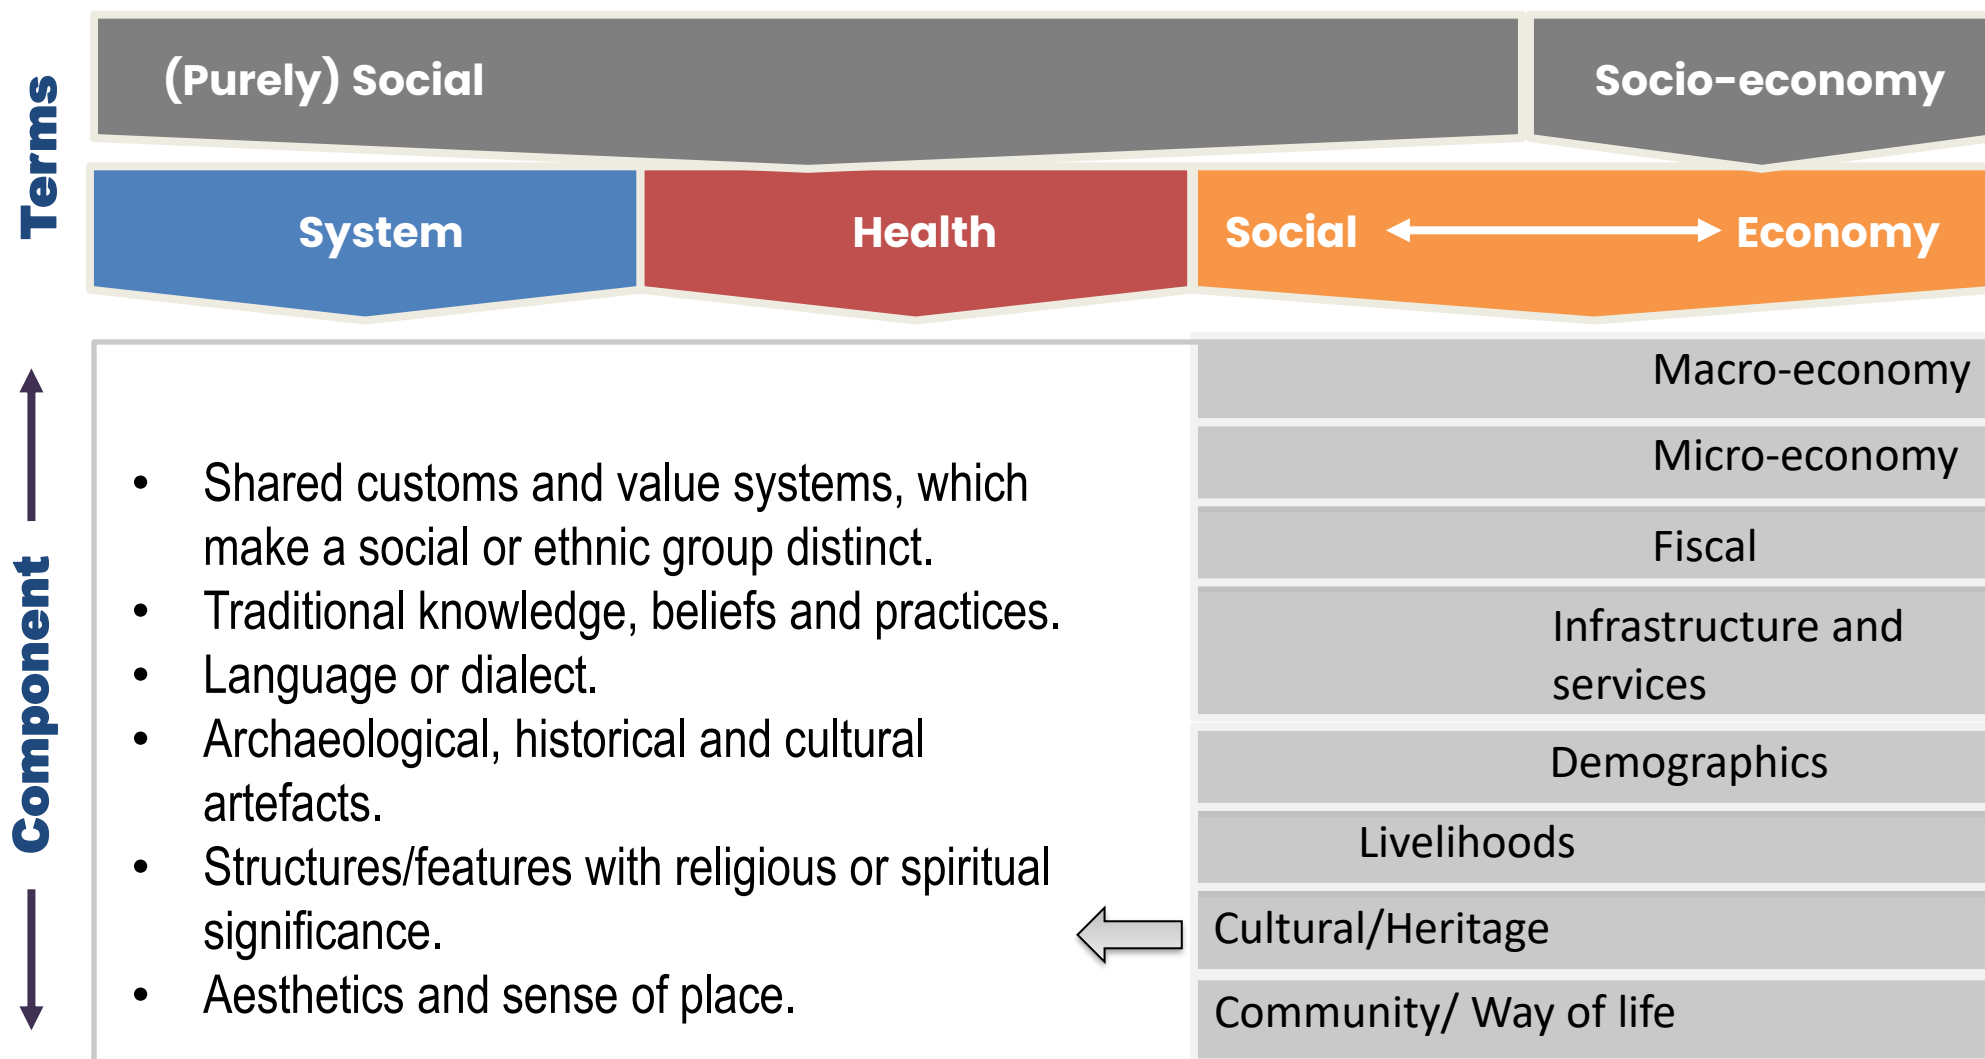 Terms
(Purely) Social
Socio-economy
System
Health
Social
Economy
Component
• Shared customs and value systems, which
make a social or ethnic group distinct.
• Traditional knowledge, beliefs and practices.
• Language or dialect.
• Archaeological, historical and cultural
artefacts.
• Structures/features with religious or spiritual
significance.
• Aesthetics and sense of place.
Macro-economy
Micro-economy
Fiscal
Infrastructure and
services
Demographics
Livelihoods
Cultural/Heritage
Community/ Way of life